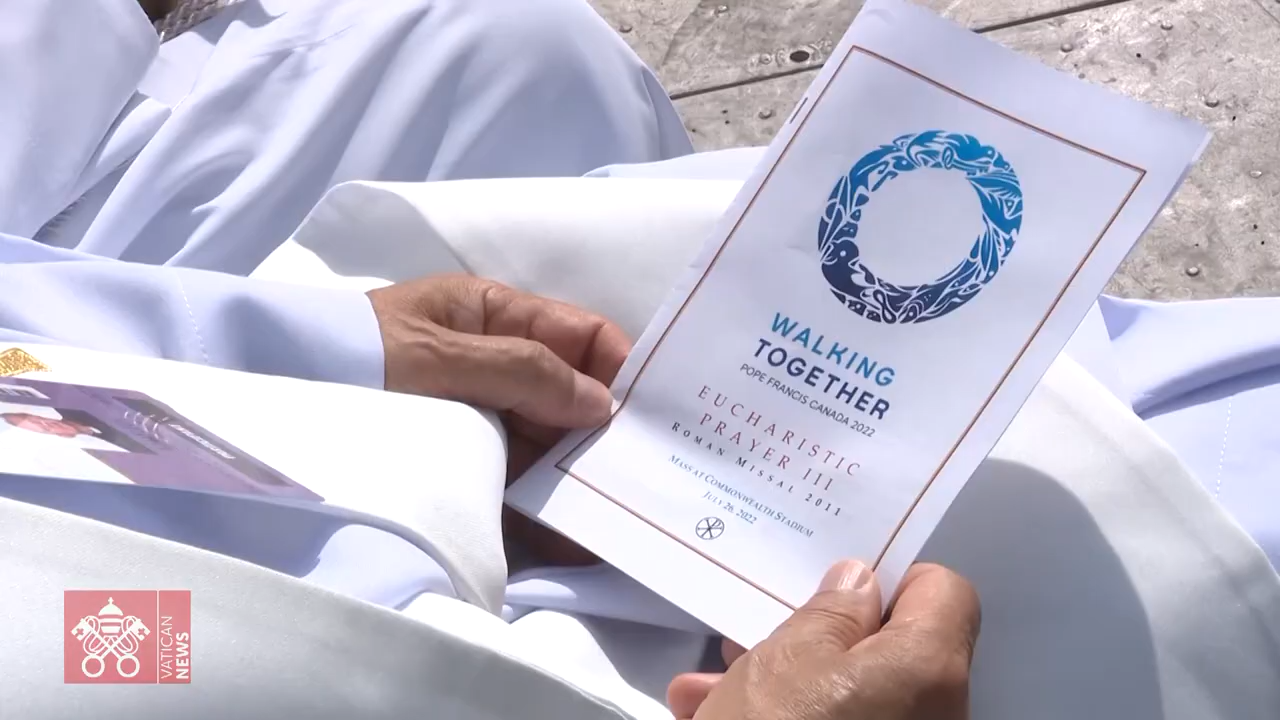 WALKING
TOGETHER
POPE FRANCIS CANADA 2022
EUCHARISTIC
PRAYER III
ROMAN MISSAL 2011
MASS AT COMMONWEALTH STADIUM
JULY 26, 2022
VATICAN
NEWS